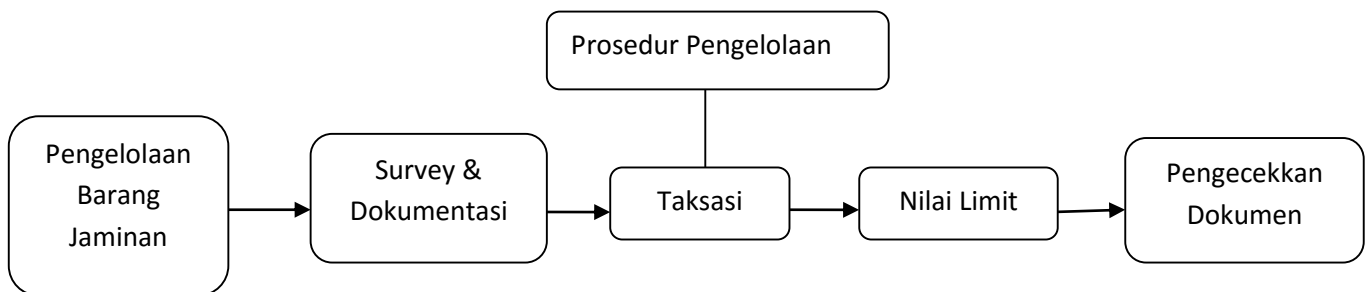 Prosedur Pengelolaan
Pengelolaan
Barang
Jaminan
Survey &
Dokumentasi
Taksasi
Nilai Limit
Pengecekkan
Dokumen